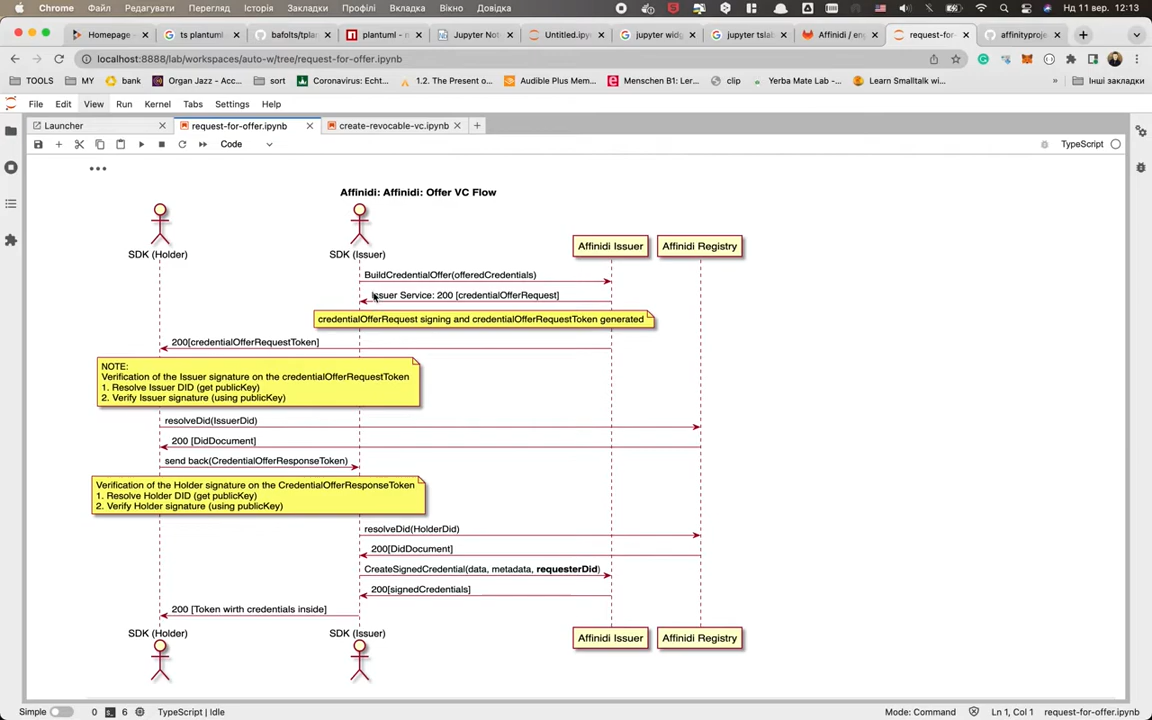 Chrome Файл Редагувати Перегляд Історія Закладки Профілі Вкладка Вікно Довідка Нд 11 вер. 12:13
Homepage - ts plantuml - bafolts/tplan plantuml - n Jupyter Note Untitled.ipyn jupyter widg jupyter tslab Affinidi / eng request-for- affinityproje
localhost:8888/lab/workspaces/auto-w/tree/request-for-offer.ipynb
TOOLS MY bank Organ Jazz - Acc... sort Coronavirus: Echt... 1.2. The Present o... Audible Plus Mem... Menschen B1: Ler... clip Yerba Mate Lab -... Learn Smalltalk wi... » Інші закладки
File Edit View Run Kernel Tabs Settings Help
Launcher request-for-offer.ipynb create-revocable-vc.ipynb
Code TypeScript
Affinidi: Affinidi: Offer VC Flow
SDK (Holder) SDK (Issuer) Affinidi Issuer Affinidi Registry
BuildCredentialOffer(offeredCredentials)
Issuer Service: 200 [credentialOfferRequest]
credentialOfferRequest signing and credentialOfferRequestToken generated
200[credentialOfferRequestToken]
NOTE:
Verification of the Issuer signature on the credentialOfferRequestToken
1. Resolve Issuer DID (get publicKey)
2. Verify Issuer signature (using publicKey)
resolveDid(IssuerDid)
200 [DidDocument]
send back(CredentialOfferResponseToken)
Verification of the Holder signature on the CredentialOfferResponseToken
1. Resolve Holder DID (get publicKey)
2. Verify Holder signature (using publicKey)
resolveDid(HolderDid)
200[DidDocument]
CreateSignedCredential(data, metadata, requesterDid)
200[signedCredentials]
200 [Token wirth credentials inside]
SDK (Holder) SDK (Issuer) Affinidi Issuer Affinidi Registry
Simple 0 6 TypeScript | Idle Mode: Command Ln 1, Col 1 request-for-offer.ipynb